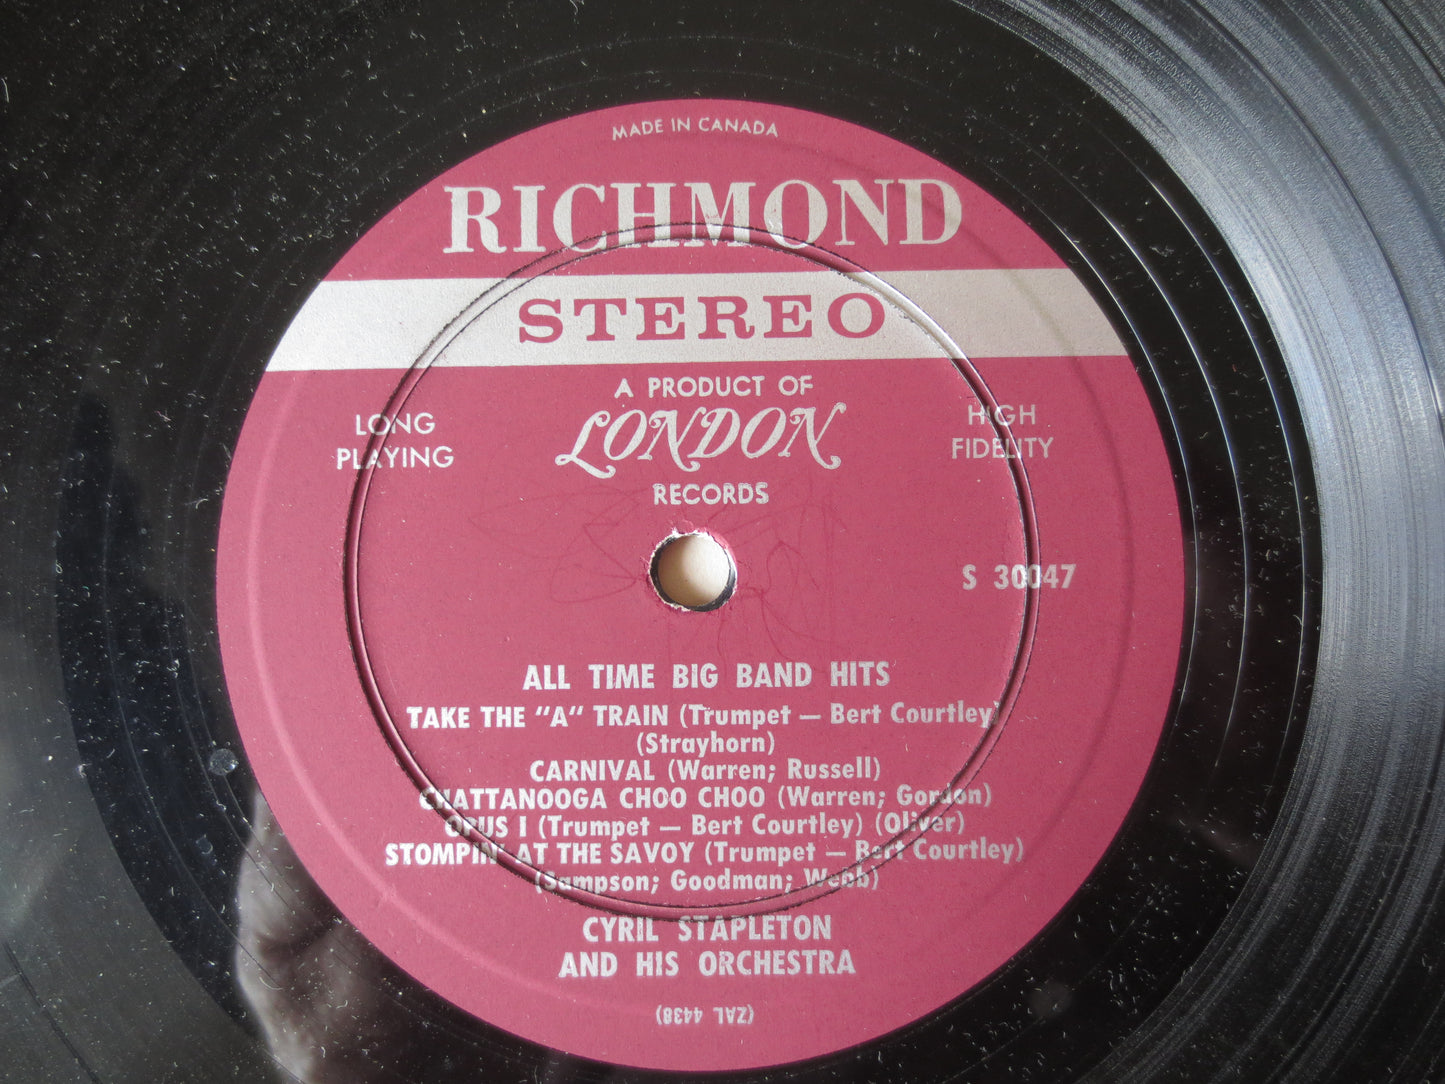 MADE IN CANADA
RICHMOND
STEREO
A PRODUCT OF
LONDON
RECORDS
LONG
PLAYING
HIGH
FIDELITY
S 30047
ALL TIME BIG BAND HITS
TAKE THE "A" TRAIN (Trumpet — Bert Courtley)
(Strayhorn)
CARNIVAL (Warren; Russell)
CHATTANOOGA CHOO CHOO (Warren; Gordon)
OPUS I (Trumpet — Bert Courtley) (Oliver)
STOMPIN' AT THE SAVOY (Trumpet — Bert Courtley)
(Sampson; Goodman; Webb)
CYRIL STAPLETON
AND HIS ORCHESTRA
(ZAL 4438)